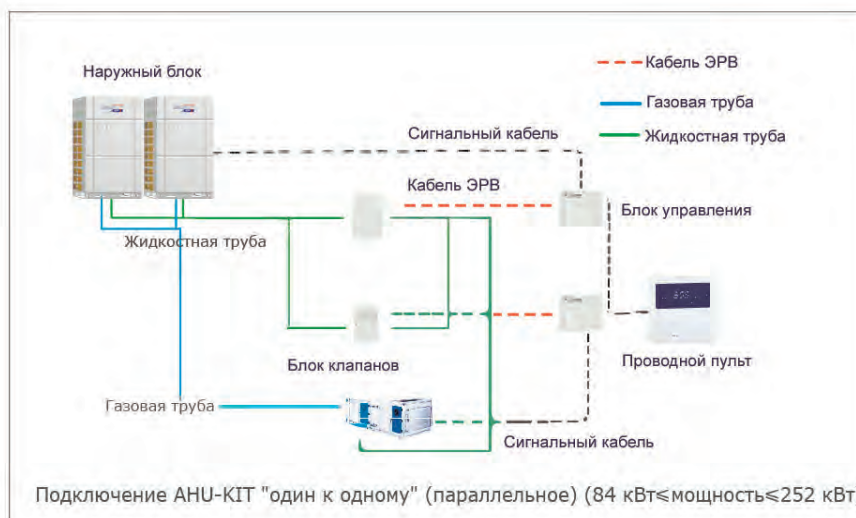 Наружный блок
Кабель ЭРВ
Газовая труба
Сигнальный кабель
Жидкостная труба
Кабель ЭРВ
Блок управления
Жидкостная труба
Блок клапанов
Проводной пульт
Газовая труба
Сигнальный кабель
Подключение AHU-KIT "один к одному" (параллельное) (84 кВт≤мощность≤252 кВт